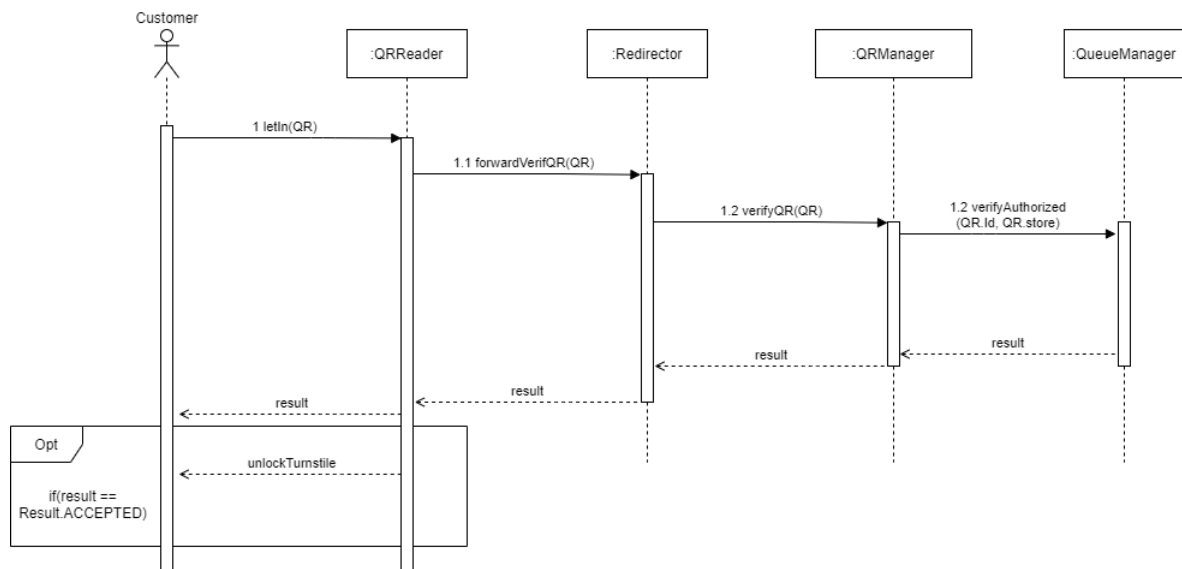 Customer
:QRReader
:Redirector
:QRManager
:QueueManager
1 letIn(QR)
1.1 forwardVerifQR(QR)
1.2 verifyQR(QR)
1.2 verifyAuthorized
(QR.Id, QR.store)
result
result
result
result
Opt
unlockTurnstile
if(result ==
Result.ACCEPTED)